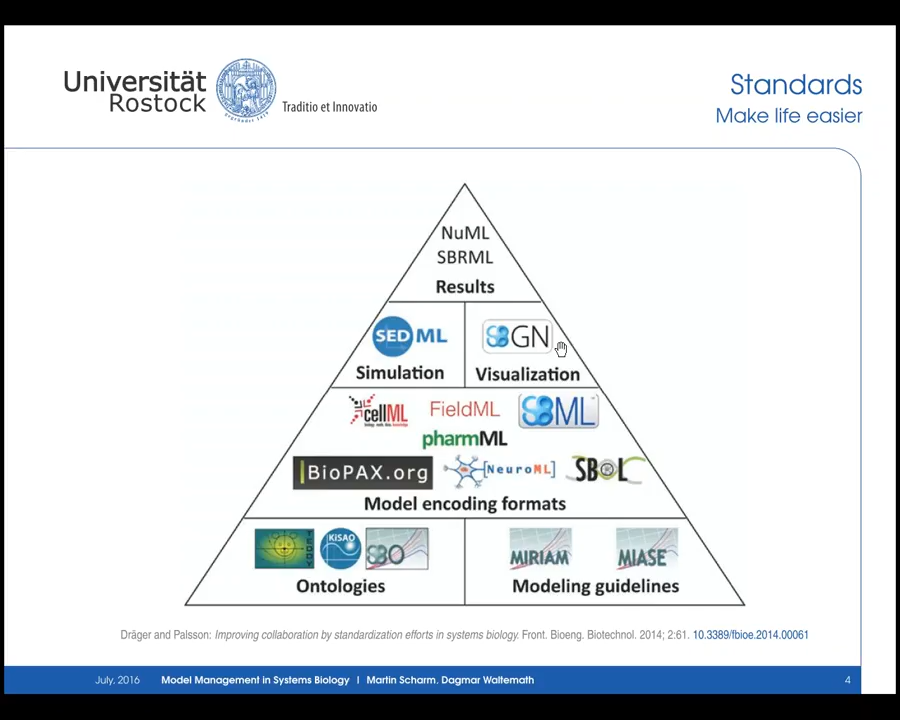 Universität
Rostock
Traditio et Innovatio
Standards
Make life easier
NuML
SBRML
Results
SED ML
Simulation
SBGN
Visualization
cellML
FieldML
SBML
pharmML
BioPAX.org
[NeuroML]
SBOL
Model encoding formats
KiSAO
SBO
Ontologies
MIRIAM
MIASE
Modeling guidelines
Dräger and Palsson: Improving collaboration by standardization efforts in systems biology. Front. Bioeng. Biotechnol. 2014; 2:61. 10.3389/fbioe.2014.00061
July, 2016 Model Management in Systems Biology | Martin Scharm, Dagmar Waltemath 4